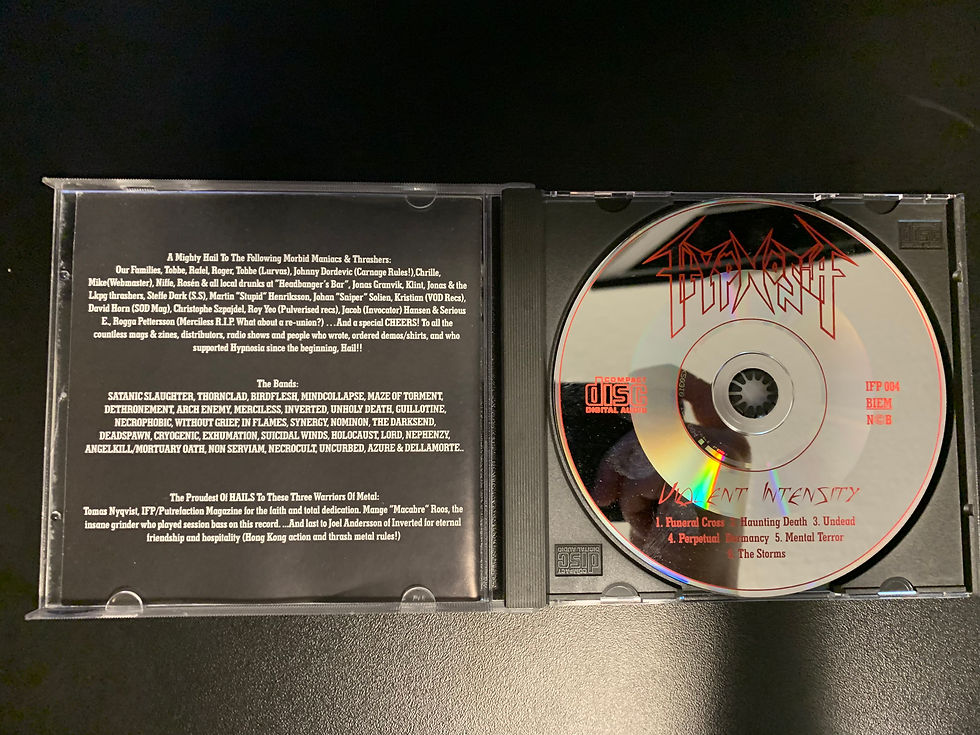 A Mighty Hail To The Following Morbid Maniacs & Thrashers:
Our Families, Tobbe, Rafel, Roger, Tobbe (Lurvas), Johnny Dordevic (Carnage Rules!),Chrille,
Mike(Webmaster), Niffe, Rosén & all local drunks at "Headbanger's Bar", Jonas Granvik, Klint, Jonas & the
Lkpg thrashers, Steffe Dark (S.S), Martin "Stupid" Henriksson, Johan "Sniper" Solien, Kristian (VOD Recs),
David Horn (SOD Mag), Christophe Szpajdel, Roy Yeo (Pulverised recs), Jacob (Invocator) Hansen & Serious
E., Rogga Pettersson (Merciless R.I.P. What about a re-union?) …And a special CHEERS! To all the
countless mags & zines, distributors, radio shows and people who wrote, ordered demos/shirts, and who
supported Hypnosia since the beginning, Hail!!
The Bands:
SATANIC SLAUGHTER, THORNCLAD, BIRDFLESH, MINDCOLLAPSE, MAZE OF TORMENT,
DETHRONEMENT, ARCH ENEMY, MERCILESS, INVERTED, UNHOLY DEATH, GUILLOTINE,
NECROPHOBIC, WITHOUT GRIEF IN FLAMES, SYNERGY, NOMINON, THE DARKSEND,
DEADSPAWN, CRYOGENIC, EXHUMATION, SUICIDAL WINDS, HOLOCAUST, LORD, NEPHENZY,
ANGELKILL/MORTUARY OATH, NON SERVIAM, NECROCULT, UNCURBED, AZURE & DELLAMORTE..
The Proudest Of HAILS To These Three Warriors Of Metal:
Tomas Nyqvist, IFP/Putrefaction Magazine for the faith and total dedication. Mange "Macabre" Roos, the
insane grinder who played session bass on this record. ...And last to Joel Andersson of Inverted for eternal
friendship and hospitality (Hong Kong action and thrash metal rules!)
HYPNOSIA
COMPACT
disc
DIGITAL AUDIO
IFP 004
BIEM
N©B
VIOLENT INTENSITY
1. Funeral Cross Haunting Death 3. Undead
4. Perpetual Dormancy 5. Mental Terror
The Storms
COMPACT
disc
DIGITAL AUDIO